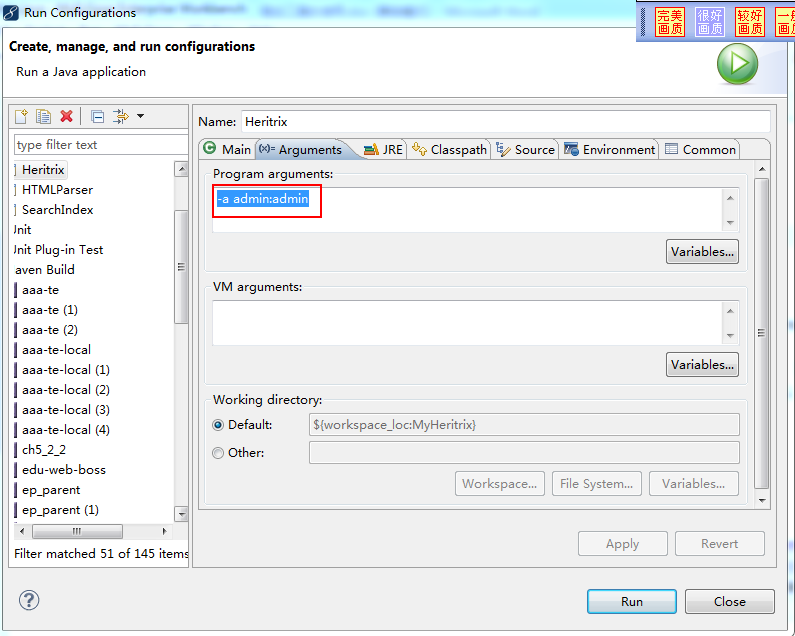 Run Configurations
完美画质
很好画质
较好画质
Create, manage, and run configurations
Run a Java application
type filter text
Heritrix
HTMLParser
SearchIndex
Jnit
Jnit Plug-in Test
aven Build
aaa-te
aaa-te (1)
aaa-te (2)
aaa-te-local
aaa-te-local (1)
aaa-te-local (2)
aaa-te-local (3)
aaa-te-local (4)
ch5_2_2
edu-web-boss
ep_parent
ep_parent (1)
Filter matched 51 of 145 items
Name: Heritrix
Main (x)= Arguments JRE Classpath Source Environment Common
Program arguments:
-a admin:admin
Variables...
VM arguments:
Variables...
Working directory:
Default: ${workspace_loc:MyHeritrix}
Other:
Workspace... File System... Variables...
Apply Revert
? Run Close